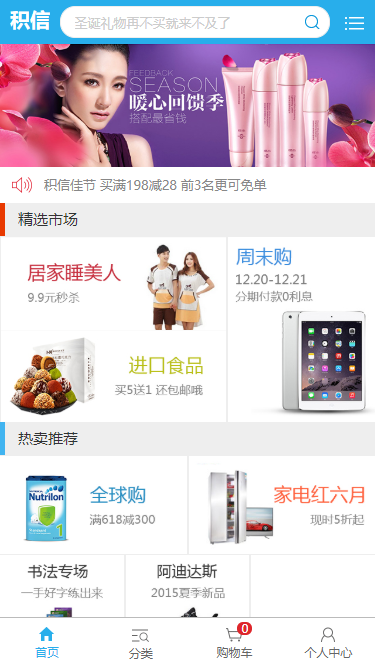 积信
圣诞礼物再不买就来不及了
FEEDBACK
SEASON
暖心回馈季
搭配最省钱
积信佳节 买满198减28 前3名更可免单
精选市场
居家睡美人
9.9元秒杀
周末购
12.20-12.21
分期付款0利息
进口食品
买5送1 还包邮哦
热卖推荐
Nutrilon
1
全球购
满618减300
家电红六月
现时5折起
书法专场
一手好字练出来
阿迪达斯
2015夏季新品
首页
分类
0
购物车
个人中心